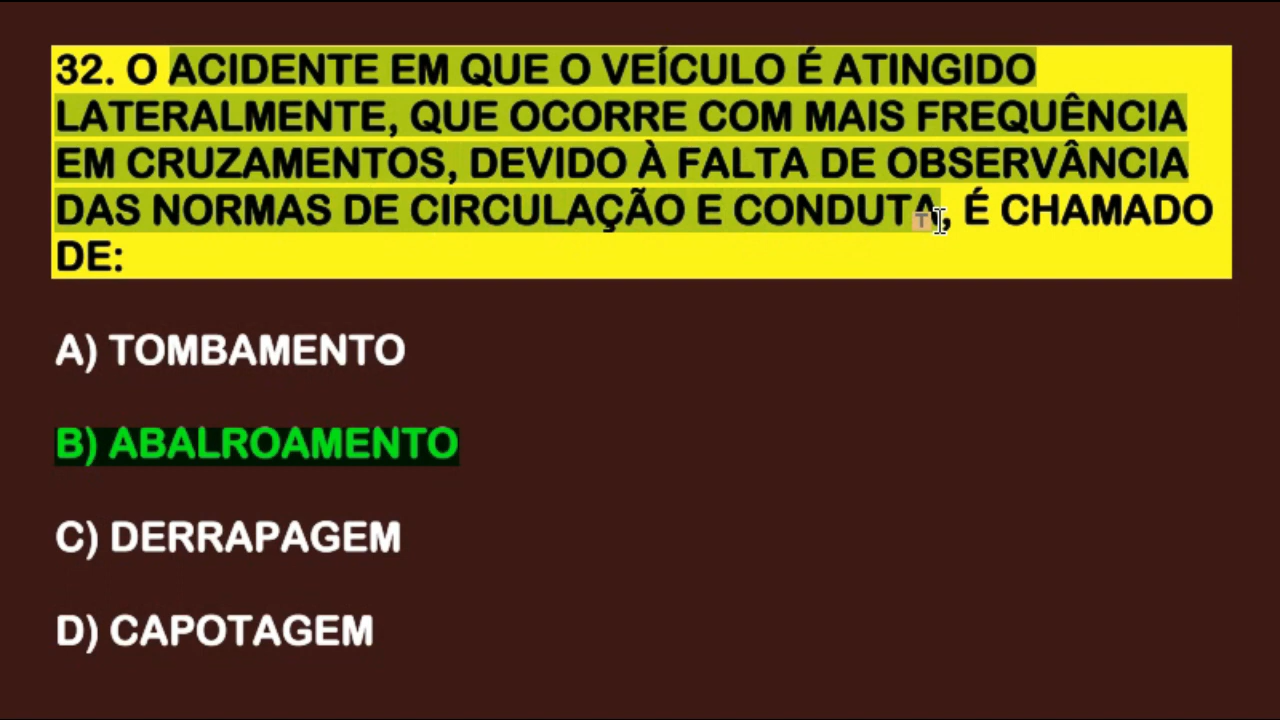 32. O ACIDENTE EM QUE O VEÍCULO É ATINGIDO
LATERALMENTE, QUE OCORRE COM MAIS FREQUÊNCIA
EM CRUZAMENTOS, DEVIDO À FALTA DE OBSERVÂNCIA
DAS NORMAS DE CIRCULAÇÃO E CONDUTA, É CHAMADO
DE:
A) TOMBAMENTO
B) ABALROAMENTO
C) DERRAPAGEM
D) CAPOTAGEM